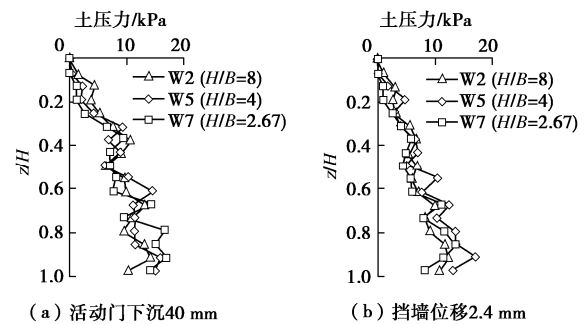 土压力/kPa
0 10 20
W2 (H/B=8)
W5 (H/B=4)
W7 (H/B=2.67)
0.2
0.4
0.6
0.8
1.0
z/H
(a) 活动门下沉40 mm
土压力/kPa
0 10 20
W2 (H/B=8)
W5 (H/B=4)
W7 (H/B=2.67)
0.2
0.4
0.6
0.8
1.0
z/H
(b) 挡墙位移2.4 mm